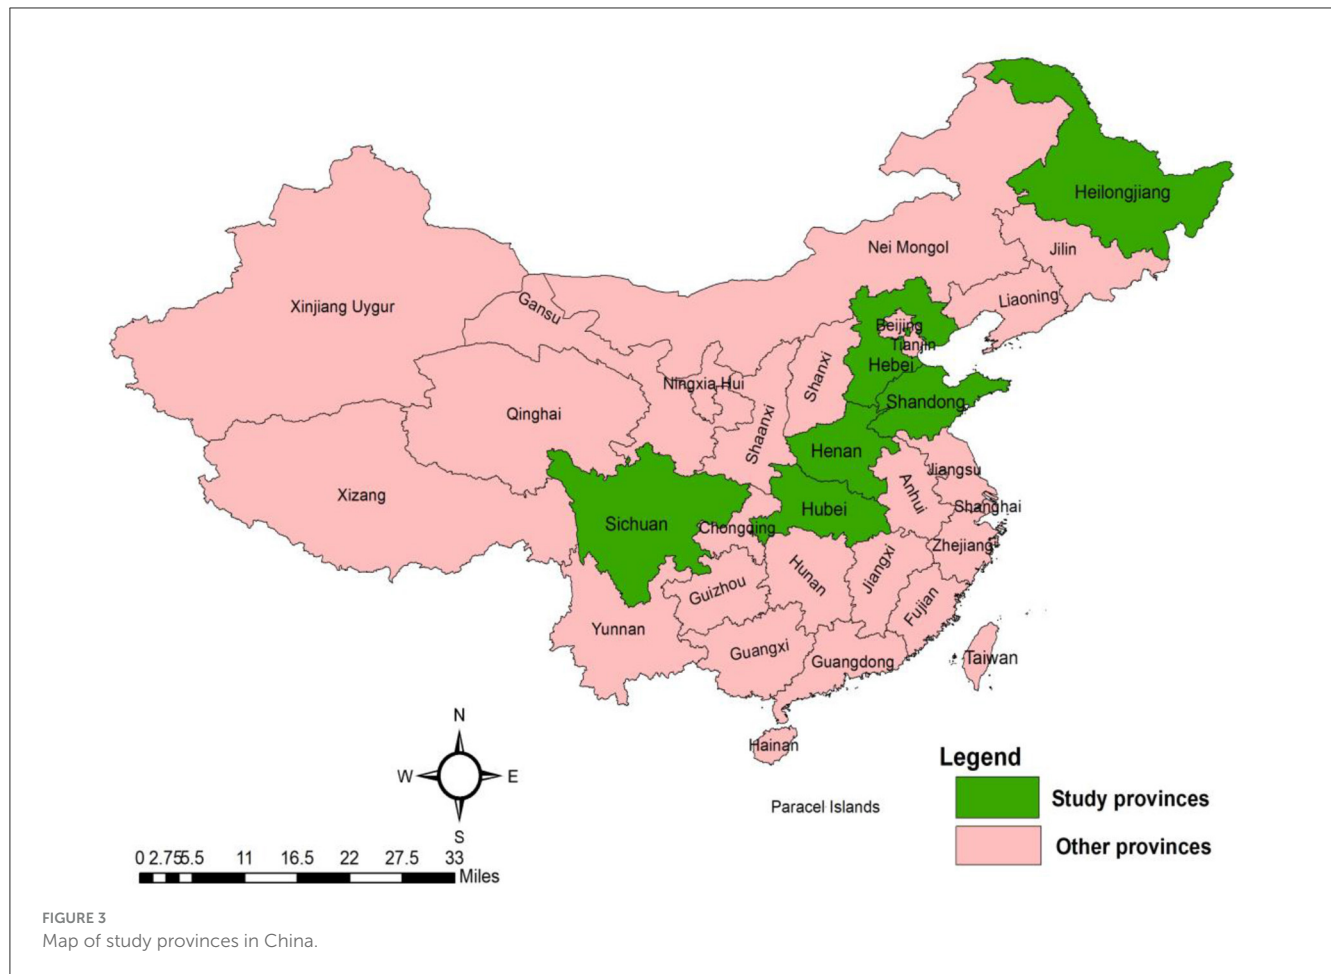 Heilongjiang
Nei Mongol
Jilin
Liaoning
Xinjiang Uygur
Gansu
Beijing
Tianjin
Hebei
Shanxi
Ningxia Hui
Shandong
Qinghai
Shaanxi
Henan
Jiangsu
Anhui
Xizang
Shanghai
Hubei
Sichuan
Chongqing
Zhejiang
Hunan
Jiangxi
Guizhou
Fujian
Yunnan
Guangxi
Guangdong
Taiwan
Hainan
Paracel Islands
N
W
E
S
Legend
Study provinces
Other provinces
0 2.75 5.5 11 16.5 22 27.5 33
Miles
FIGURE 3
Map of study provinces in China.